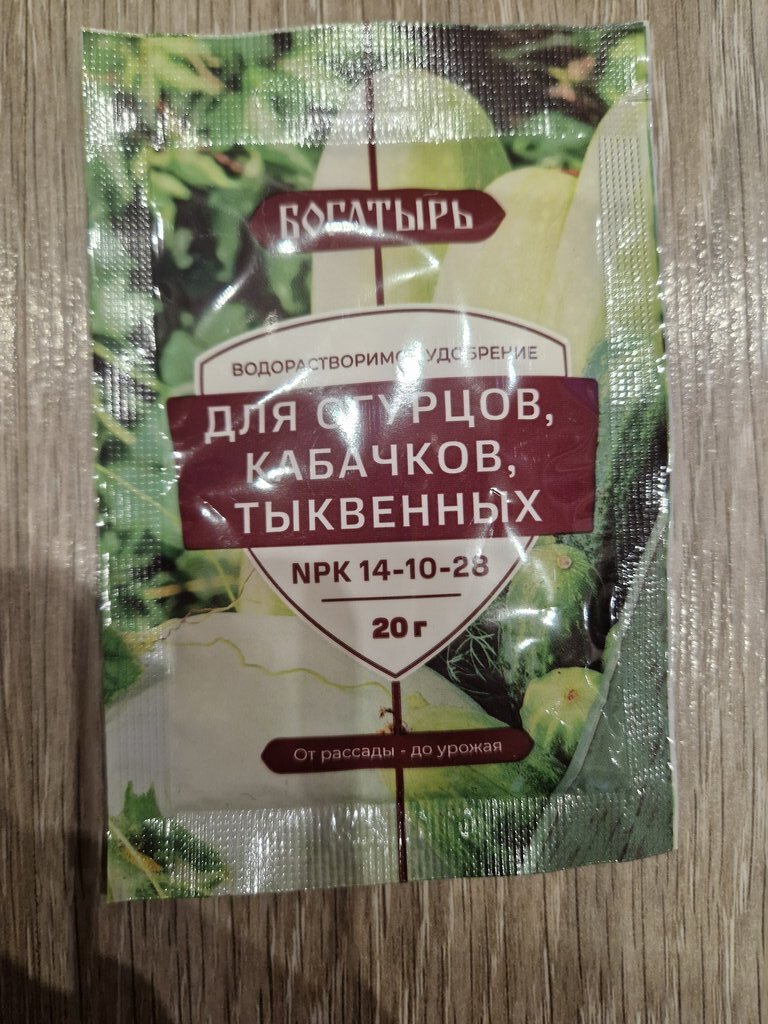 БОГАТЫРЬ
ВОДОРАСТВОРИМОЕ УДОБРЕНИЕ
ДЛЯ ОГУРЦОВ,
КАБАЧКОВ,
ТЫКВЕННЫХ
NPK 14-10-28
20 г
От рассады - до урожая